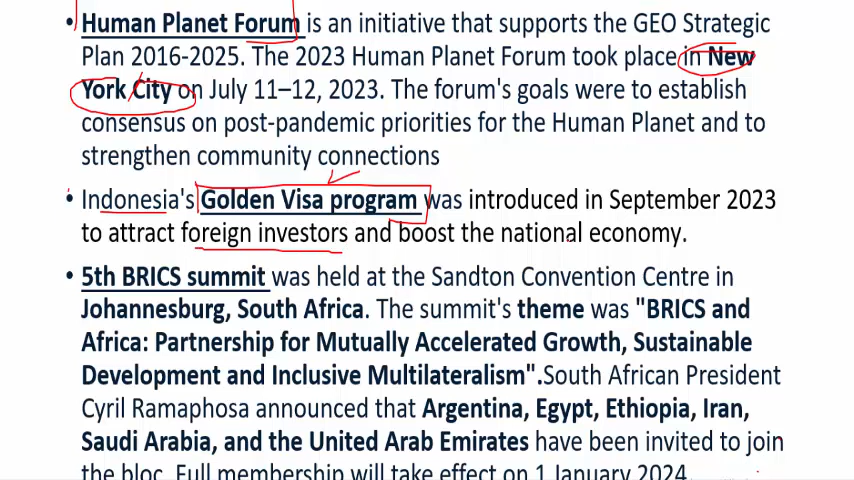 • Human Planet Forum is an initiative that supports the GEO Strategic
Plan 2016-2025. The 2023 Human Planet Forum took place in New
York City on July 11–12, 2023. The forum's goals were to establish
consensus on post-pandemic priorities for the Human Planet and to
strengthen community connections
• Indonesia's Golden Visa program was introduced in September 2023
to attract foreign investors and boost the national economy.
• 5th BRICS summit was held at the Sandton Convention Centre in
Johannesburg, South Africa. The summit's theme was "BRICS and
Africa: Partnership for Mutually Accelerated Growth, Sustainable
Development and Inclusive Multilateralism".South African President
Cyril Ramaphosa announced that Argentina, Egypt, Ethiopia, Iran,
Saudi Arabia, and the United Arab Emirates have been invited to join
the bloc. Full membership will take effect on 1 January 2024.